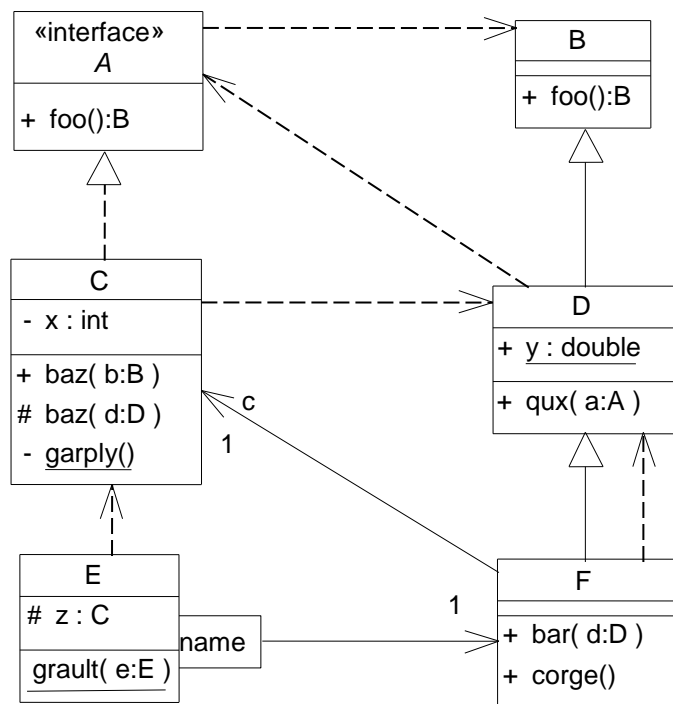 «interface»
A
+ foo():B
B
+ foo():B
C
- x : int
+ baz( b:B )
# baz( d:D )
- garply()
D
+ y : double
+ qux( a:A )
c
1
E
# z : C
grault( e:E )
name
1
F
+ bar( d:D )
+ corge()